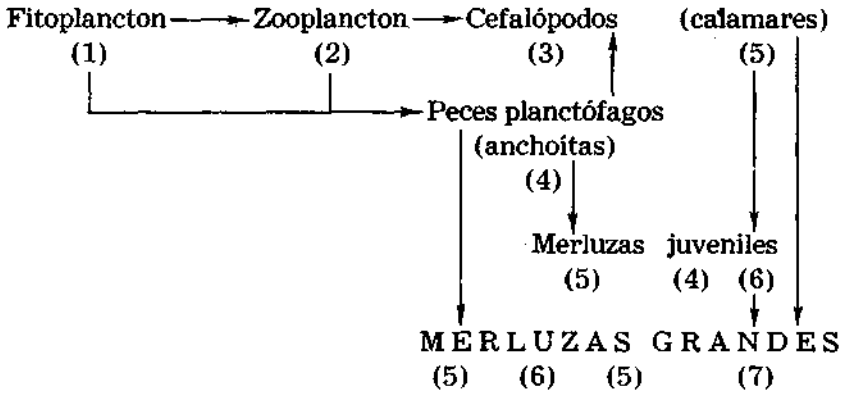 Fitoplancton Zooplancton Cefalópodos (calamares)
(1) (2) (3) (5)
Peces planctófagos
(anchoítas)
(4)
Merluzas juveniles
(5) (4) (6)
MERLUZAS GRANDES
(5) (6) (5) (7)